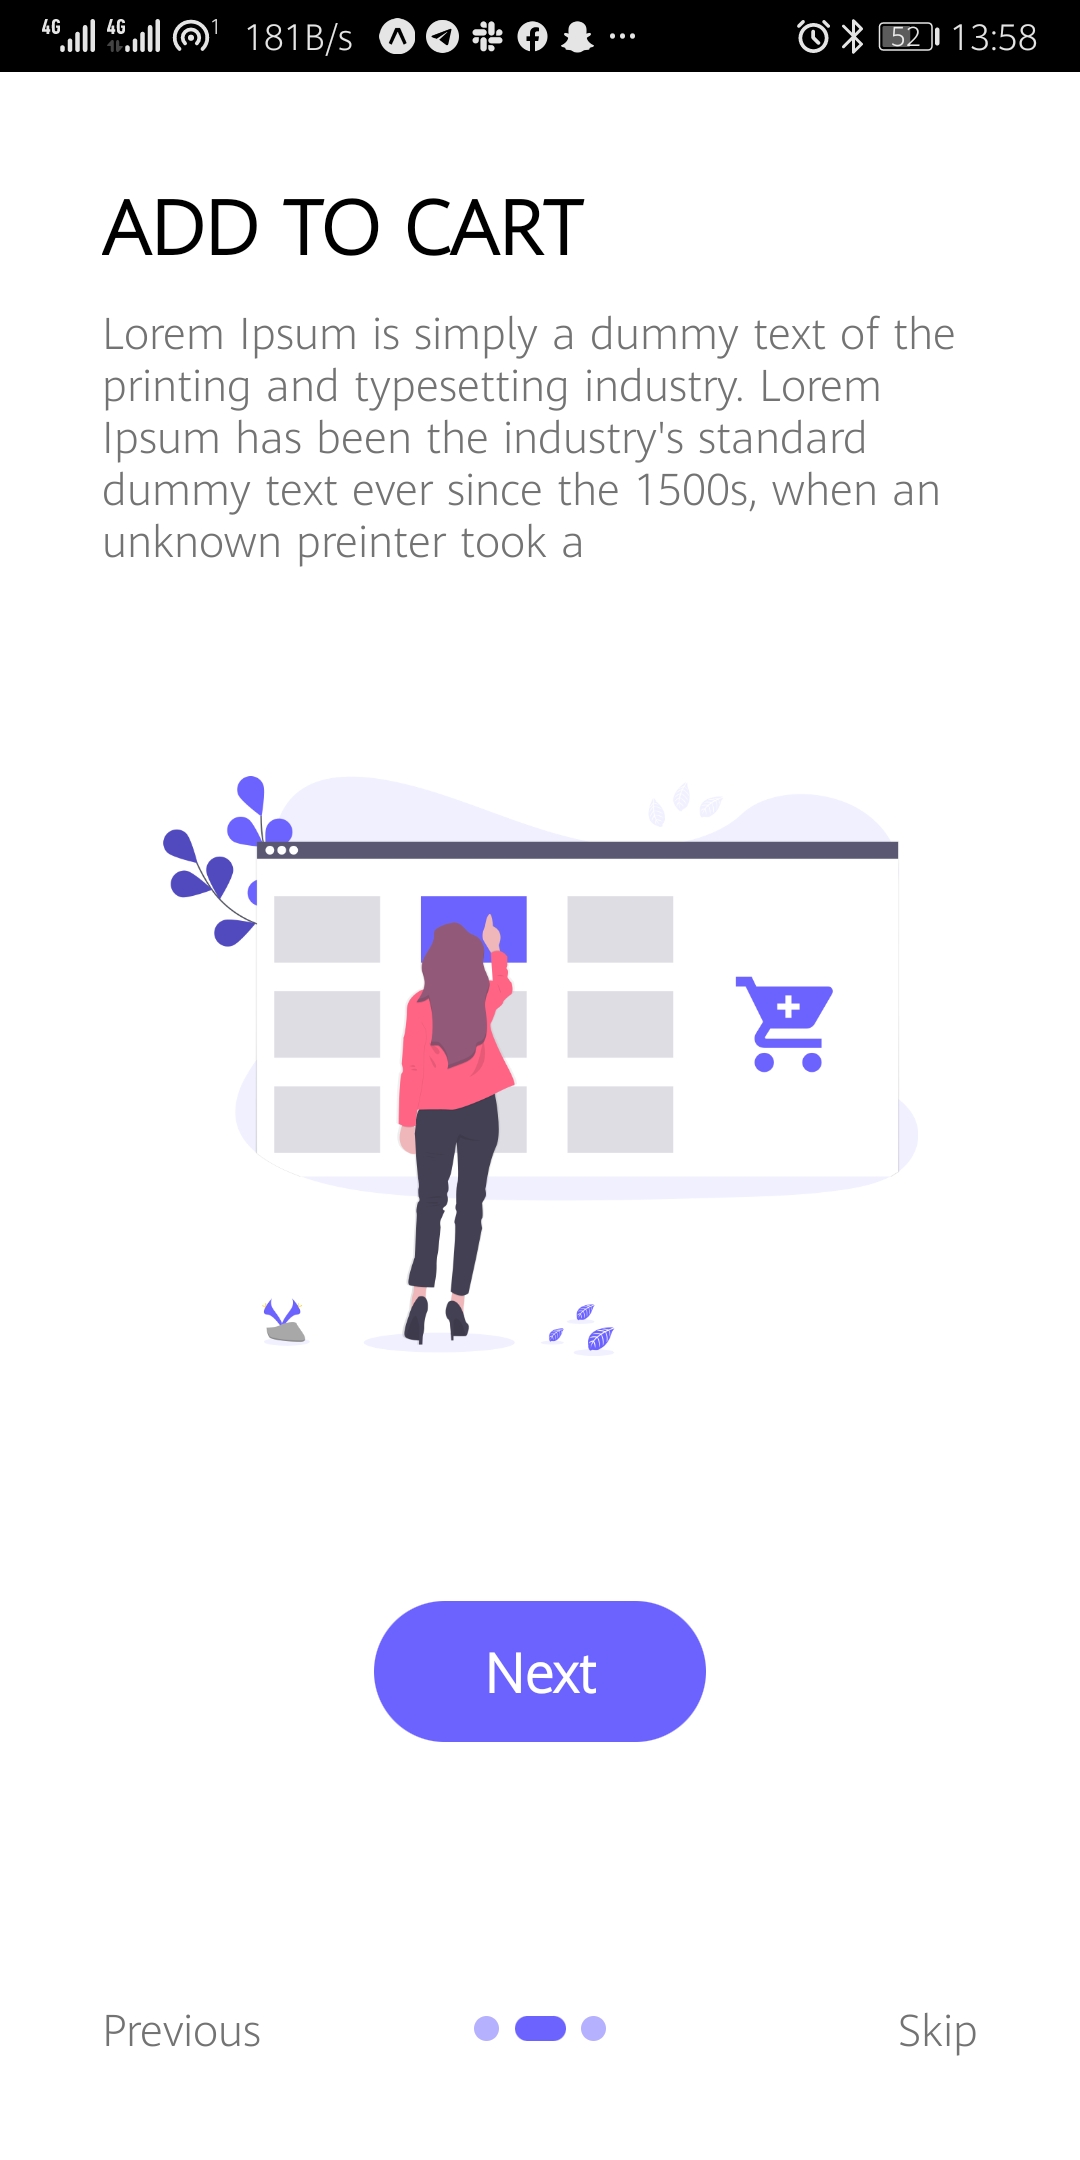 4G 4G 1 181B/s ... 52 13:58
ADD TO CART
Lorem Ipsum is simply a dummy text of the
printing and typesetting industry. Lorem
Ipsum has been the industry's standard
dummy text ever since the 1500s, when an
unknown preinter took a
Next
Previous Skip